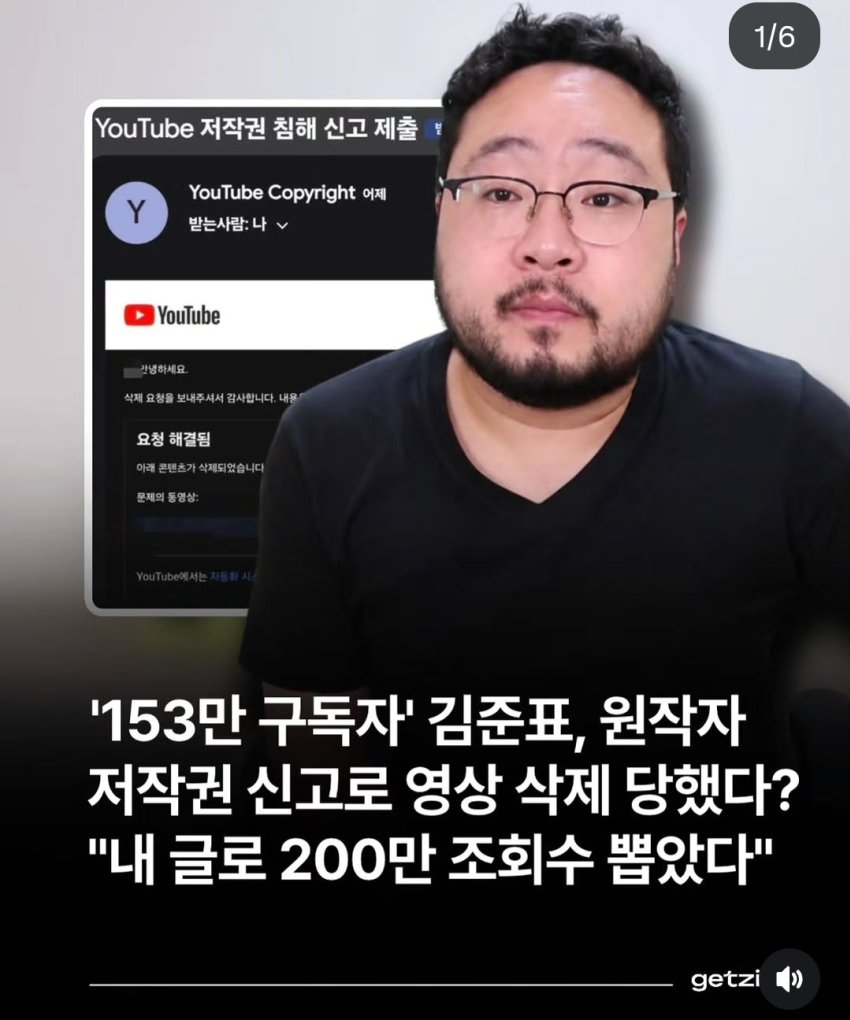 1/6
YouTube 저작권 침해 신고 제출
YouTube Copyright 어제
받는사람: 나
Y
YouTube
안녕하세요.
삭제 요청을 보내주셔서 감사합니다.
요청 해결됨
아래 콘텐츠가 삭제되었습니다
문제의 동영상:
YouTube에서는 자동화
'153만 구독자' 김준표, 원작자
저작권 신고로 영상 삭제 당했다?
"내 글로 200만 조회수 뽑았다"
getzi